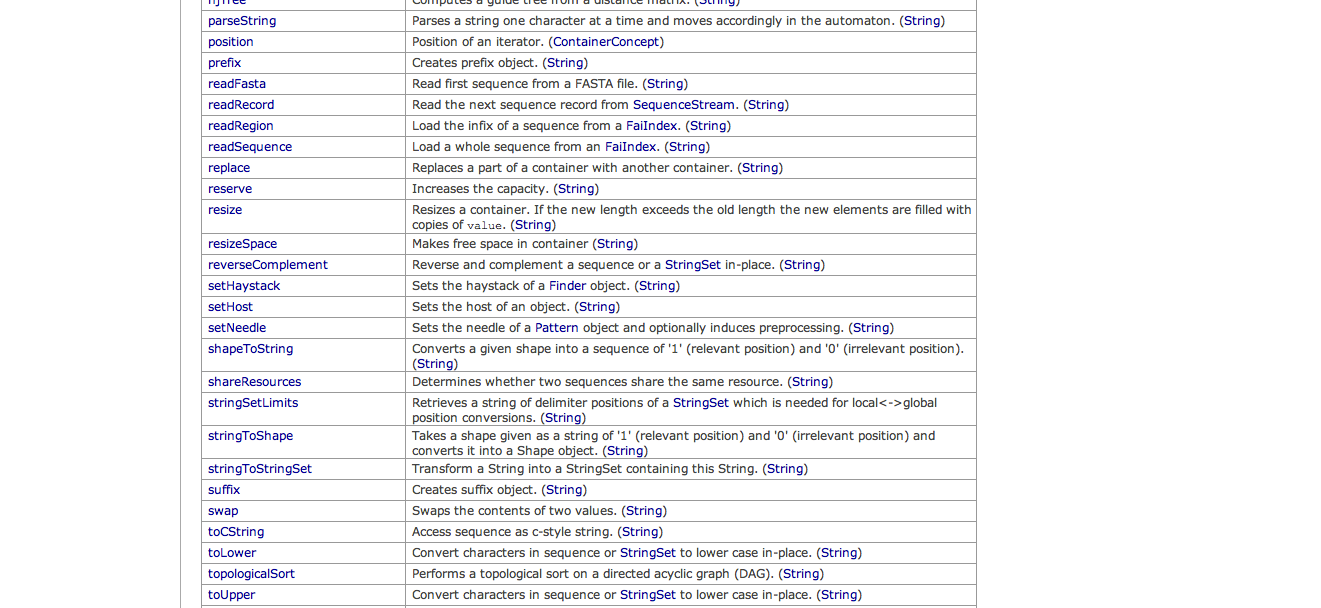 njTree Computes a guide tree from a distance matrix. (String)
parseString Parses a string one character at a time and moves accordingly in the automaton. (String)
position Position of an iterator. (ContainerConcept)
prefix Creates prefix object. (String)
readFasta Read first sequence from a FASTA file. (String)
readRecord Read the next sequence record from SequenceStream. (String)
readRegion Load the infix of a sequence from a FaiIndex. (String)
readSequence Load a whole sequence from an FaiIndex. (String)
replace Replaces a part of a container with another container. (String)
reserve Increases the capacity. (String)
resize Resizes a container. If the new length exceeds the old length the new elements are filled with
copies of value. (String)
resizeSpace Makes free space in container (String)
reverseComplement Reverse and complement a sequence or a StringSet in-place. (String)
setHaystack Sets the haystack of a Finder object. (String)
setHost Sets the host of an object. (String)
setNeedle Sets the needle of a Pattern object and optionally induces preprocessing. (String)
shapeToString Converts a given shape into a sequence of '1' (relevant position) and '0' (irrelevant position).
(String)
shareResources Determines whether two sequences share the same resource. (String)
stringSetLimits Retrieves a string of delimiter positions of a StringSet which is needed for local<->global
position conversions. (String)
stringToShape Takes a shape given as a string of '1' (relevant position) and '0' (irrelevant position) and
converts it into a Shape object. (String)
stringToStringSet Transform a String into a StringSet containing this String. (String)
suffix Creates suffix object. (String)
swap Swaps the contents of two values. (String)
toCString Access sequence as c-style string. (String)
toLower Convert characters in sequence or StringSet to lower case in-place. (String)
topologicalSort Performs a topological sort on a directed acyclic graph (DAG). (String)
toUpper Convert characters in sequence or StringSet to lower case in-place. (String)